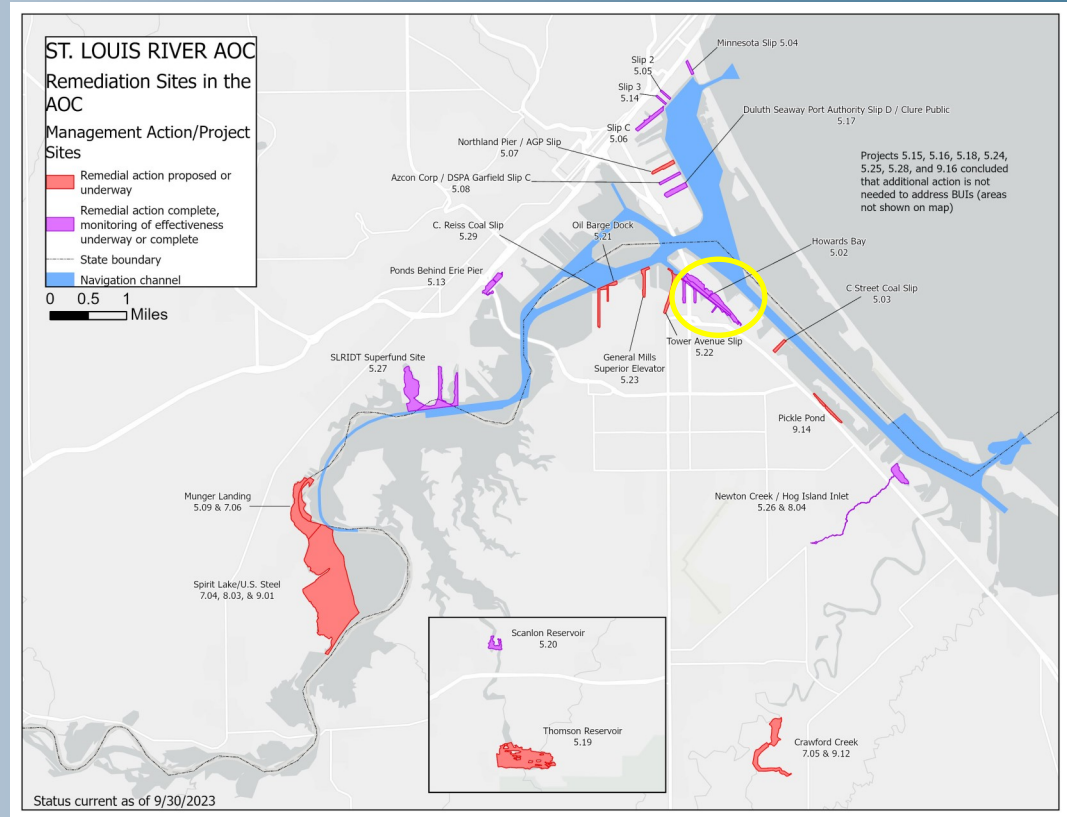 ST. LOUIS RIVER AOC
Remediation Sites in the
AOC
Management Action/Project
Sites
Remedial action proposed or
underway
Remedial action complete,
monitoring of effectiveness
underway or complete
State boundary
Navigation channel
0 0.5 1
Miles
Minnesota Slip 5.04
Slip 2
5.05
Slip 3
5.14
Slip C
5.06
Duluth Seaway Port Authority Slip D / Clure Public
5.17
Northland Pier / AGP Slip
5.07
Azcon Corp / DSPA Garfield Slip C
5.08
Projects 5.15, 5.16, 5.18, 5.24,
5.25, 5.28, and 9.16 concluded
that additional action is not
needed to address BUIs (areas
not shown on map)
C. Reiss Coal Slip
5.29
Oil Barge Dock
5.21
Howards Bay
5.02
Ponds Behind Erie Pier
5.13
C Street Coal Slip
5.03
Tower Avenue Slip
5.22
General Mills
Superior Elevator
5.23
SLRIDT Superfund Site
5.27
Pickle Pond
9.14
Munger Landing
5.09 & 7.06
Newton Creek / Hog Island Inlet
5.26 & 8.04
Spirit Lake/U.S. Steel
7.04, 8.03, & 9.01
Scanlon Reservoir
5.20
Thomson Reservoir
5.19
Crawford Creek
7.05 & 9.12
Status current as of 9/30/2023